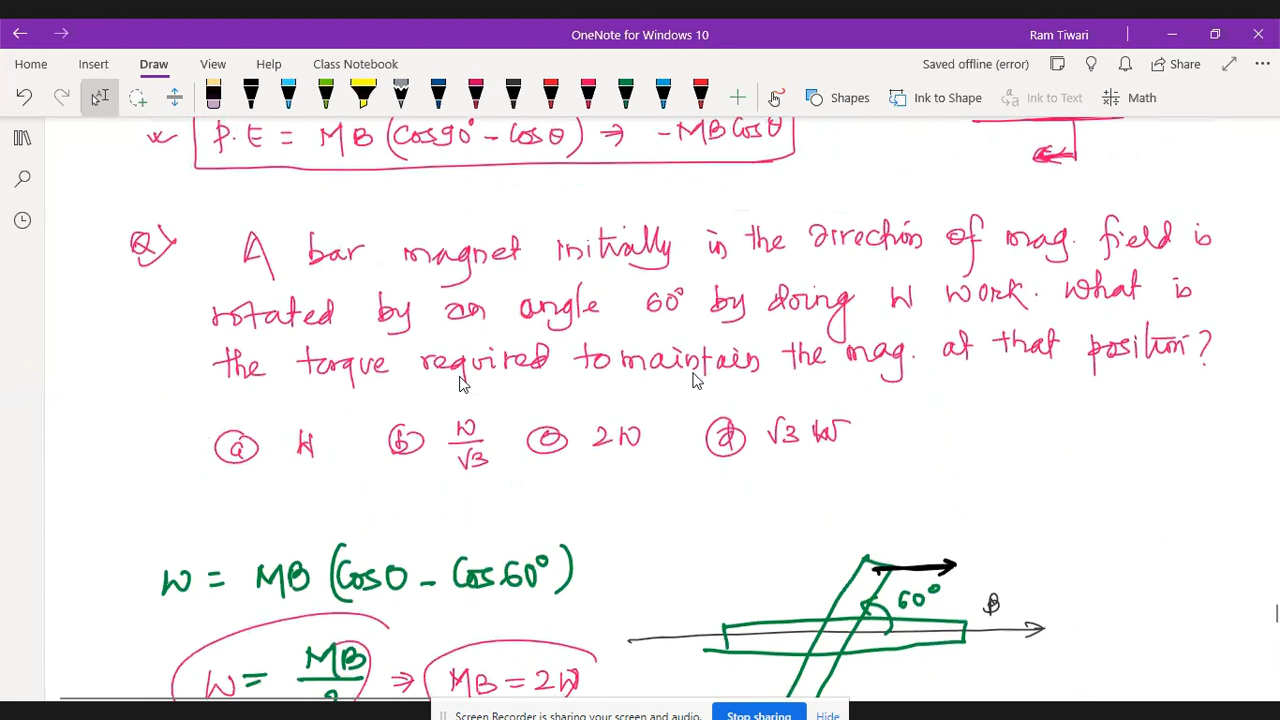 OneNote for Windows 10
Ram Tiwari
Home Insert Draw View Help Class Notebook
Saved offline (error)
Share
Shapes Ink to Shape Ink to Text Math
P.E = MB (Cos90° - Cosθ) ⇒ -MBCosθ
Q> A bar magnet initially in the direction of mag. field is
rotated by an angle 60° by doing W work. What is
the torque required to maintain the mag. at that position?
(a) W (b) W/√3 (c) 2W (d) √3 W
W = MB (Cos0 - Cos60°)
60°
B
W = MB/2 ⇒ MB = 2W
Screen Recorder is sharing your screen and audio. Stop sharing Hide